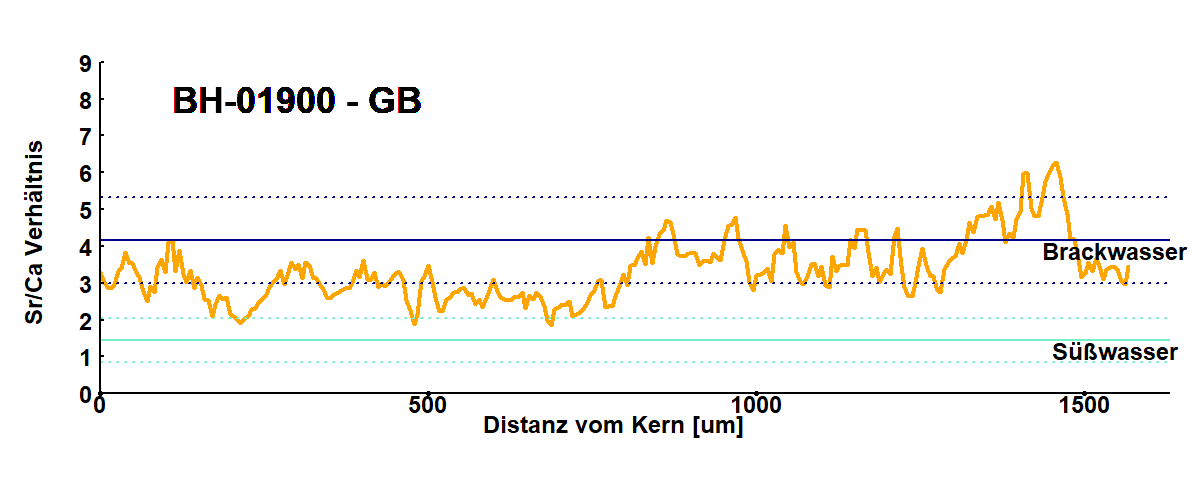 BH-01900 - GB
Sr/Ca Verhältnis
9
8
7
6
5
4
3
2
1
0
Brackwasser
Süßwasser
0 500 1000 1500
Distanz vom Kern [um]